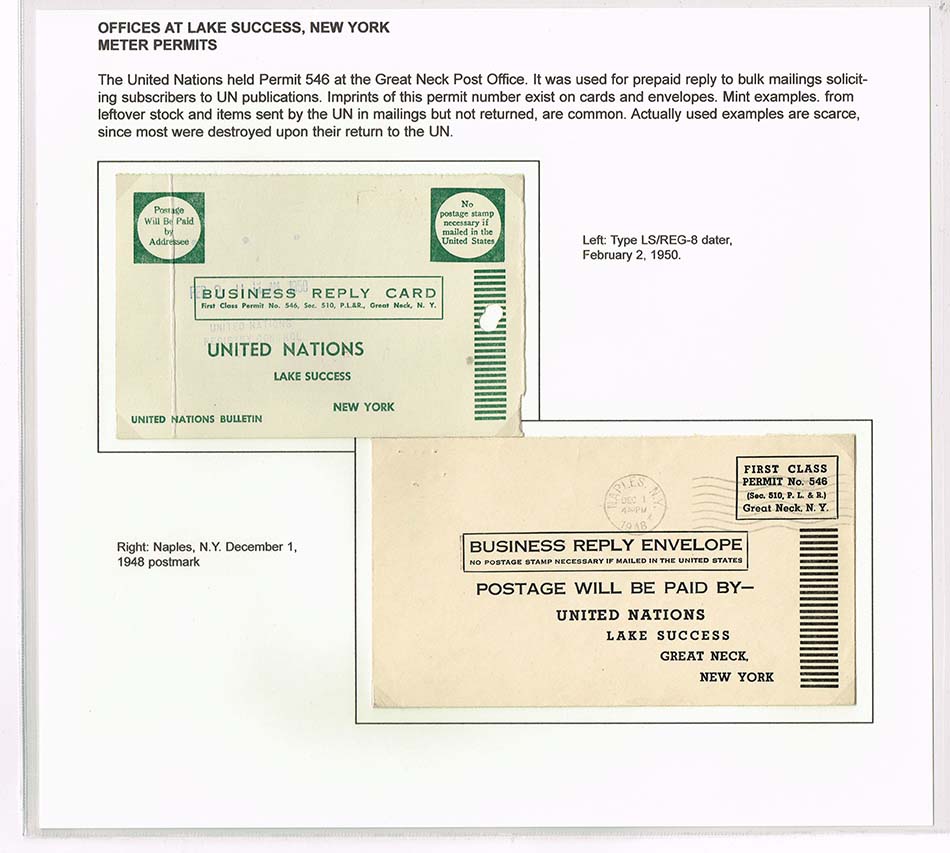 OFFICES AT LAKE SUCCESS, NEW YORK
METER PERMITS
The United Nations held Permit 546 at the Great Neck Post Office. It was used for prepaid reply to bulk mailings solicit-
ing subscribers to UN publications. Imprints of this permit number exist on cards and envelopes. Mint examples. from
leftover stock and items sent by the UN in mailings but not returned, are common. Actually used examples are scarce,
since most were destroyed upon their return to the UN.
Postage
Will Be Paid
by
Addressee
No
postage stamp
necessary if
mailed in the
United States
Left: Type LS/REG-8 dater,
February 2, 1950.
FEB 2 11 AM 1950
BUSINESS REPLY CARD
First Class Permit No. 546, Sec. 510, P.L.&R., Great Neck, N. Y.
UNITED NATIONS
UNITED NATIONS
LAKE SUCCESS
NEW YORK
UNITED NATIONS BULLETIN
Right: Naples, N.Y. December 1,
1948 postmark
NAPLES, N.Y.
DEC 1
PM
1948
FIRST CLASS
PERMIT No. 546
(Sec. 510, P. L. & R.)
Great Neck, N. Y.
BUSINESS REPLY ENVELOPE
NO POSTAGE STAMP NECESSARY IF MAILED IN THE UNITED STATES
POSTAGE WILL BE PAID BY—
UNITED NATIONS
LAKE SUCCESS
GREAT NECK,
NEW YORK